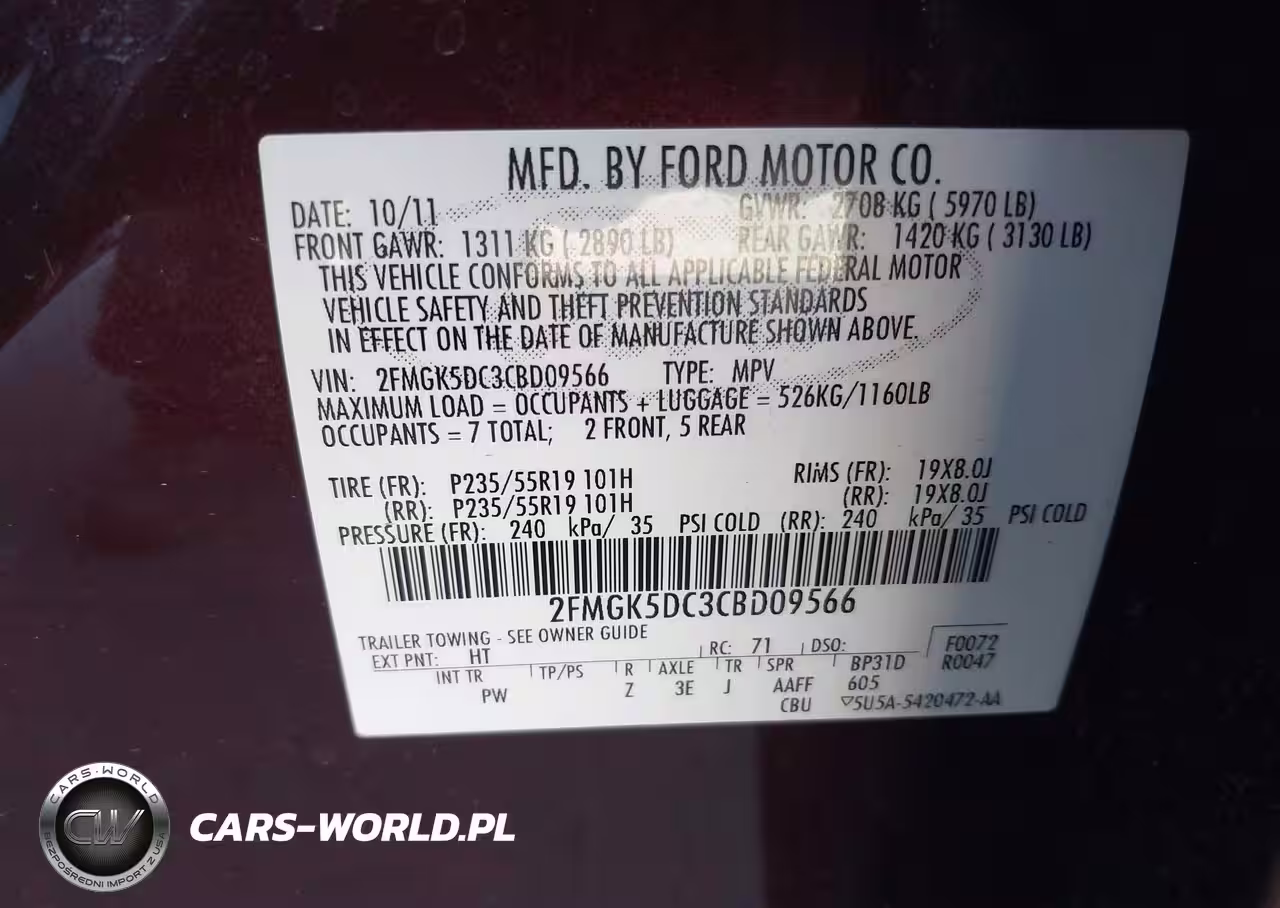 MFD. BY FORD MOTOR CO.
DATE: 10/11 GVWR: 2708 KG ( 5970 LB)
FRONT GAWR: 1311 KG ( 2890 LB) REAR GAWR: 1420 KG ( 3130 LB)
THIS VEHICLE CONFORMS TO ALL APPLICABLE FEDERAL MOTOR
VEHICLE SAFETY AND THEFT PREVENTION STANDARDS
IN EFFECT ON THE DATE OF MANUFACTURE SHOWN ABOVE.
VIN: 2FMGK5DC3CBD09566 TYPE: MPV
MAXIMUM LOAD = OCCUPANTS + LUGGAGE = 526KG/1160LB
OCCUPANTS = 7 TOTAL; 2 FRONT, 5 REAR
TIRE (FR): P235/55R19 101H RIMS (FR): 19X8.0J
(RR): P235/55R19 101H (RR): 19X8.0J
PRESSURE (FR): 240 kPa/ 35 PSI COLD (RR): 240 kPa/ 35 PSI COLD
2FMGK5DC3CBD09566
TRAILER TOWING - SEE OWNER GUIDE
EXT PNT: HT RC: 71 DSO: F0072
INT TR TP/PS R AXLE TR SPR BP31D R0047
PW Z 3E J AAFF 605
CBU ▽5U5A-5420472-AA
CARS-WORLD
CW
BEZPOŚREDNI IMPORT Z USA
CARS-WORLD.PL